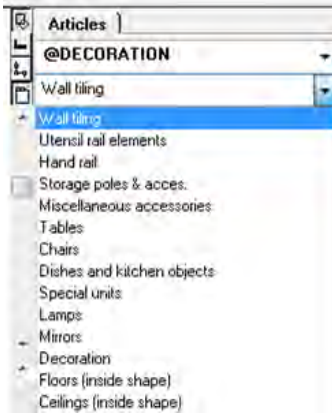 Articles
@DECORATION
Wall tiling
Wall tiling
Utensil rail elements
Hand rail
Storage poles & acces.
Miscellaneous accessories
Tables
Chairs
Dishes and kitchen objects
Special units
Lamps
Mirrors
Decoration
Floors (inside shape)
Ceilings (inside shape)